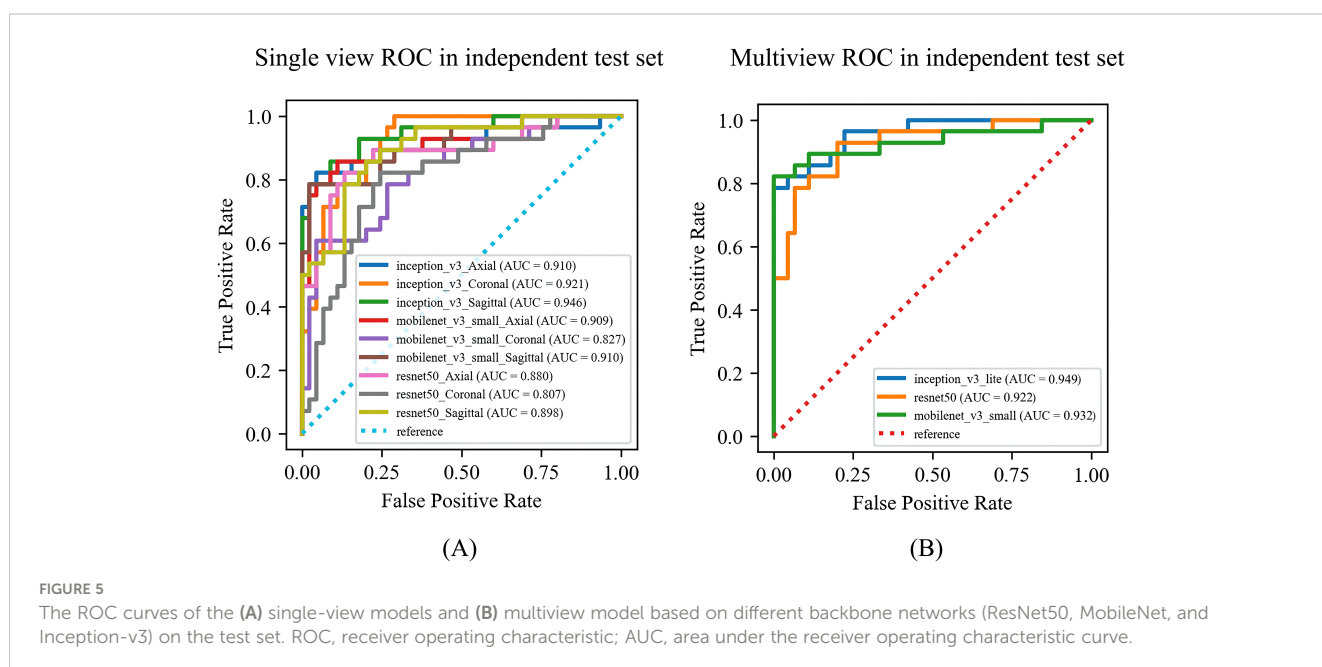 Single view ROC in independent test set
True Positive Rate
1.0
0.8
0.6
0.4
0.2
0.0
inception_v3_Axial (AUC = 0.910)
inception_v3_Coronal (AUC = 0.921)
inception_v3_Sagittal (AUC = 0.946)
mobilenet_v3_small_Axial (AUC = 0.909)
mobilenet_v3_small_Coronal (AUC = 0.827)
mobilenet_v3_small_Sagittal (AUC = 0.910)
resnet50_Axial (AUC = 0.880)
resnet50_Coronal (AUC = 0.807)
resnet50_Sagittal (AUC = 0.898)
reference
0.00 0.25 0.50 0.75 1.00
False Positive Rate
(A)
Multiview ROC in independent test set
True Positive Rate
1.0
0.8
0.6
0.4
0.2
0.0
inception_v3_lite (AUC = 0.949)
resnet50 (AUC = 0.922)
mobilenet_v3_small (AUC = 0.932)
reference
0.00 0.25 0.50 0.75 1.00
False Positive Rate
(B)
FIGURE 5
The ROC curves of the (A) single-view models and (B) multiview model based on different backbone networks (ResNet50, MobileNet, and
Inception-v3) on the test set. ROC, receiver operating characteristic; AUC, area under the receiver operating characteristic curve.